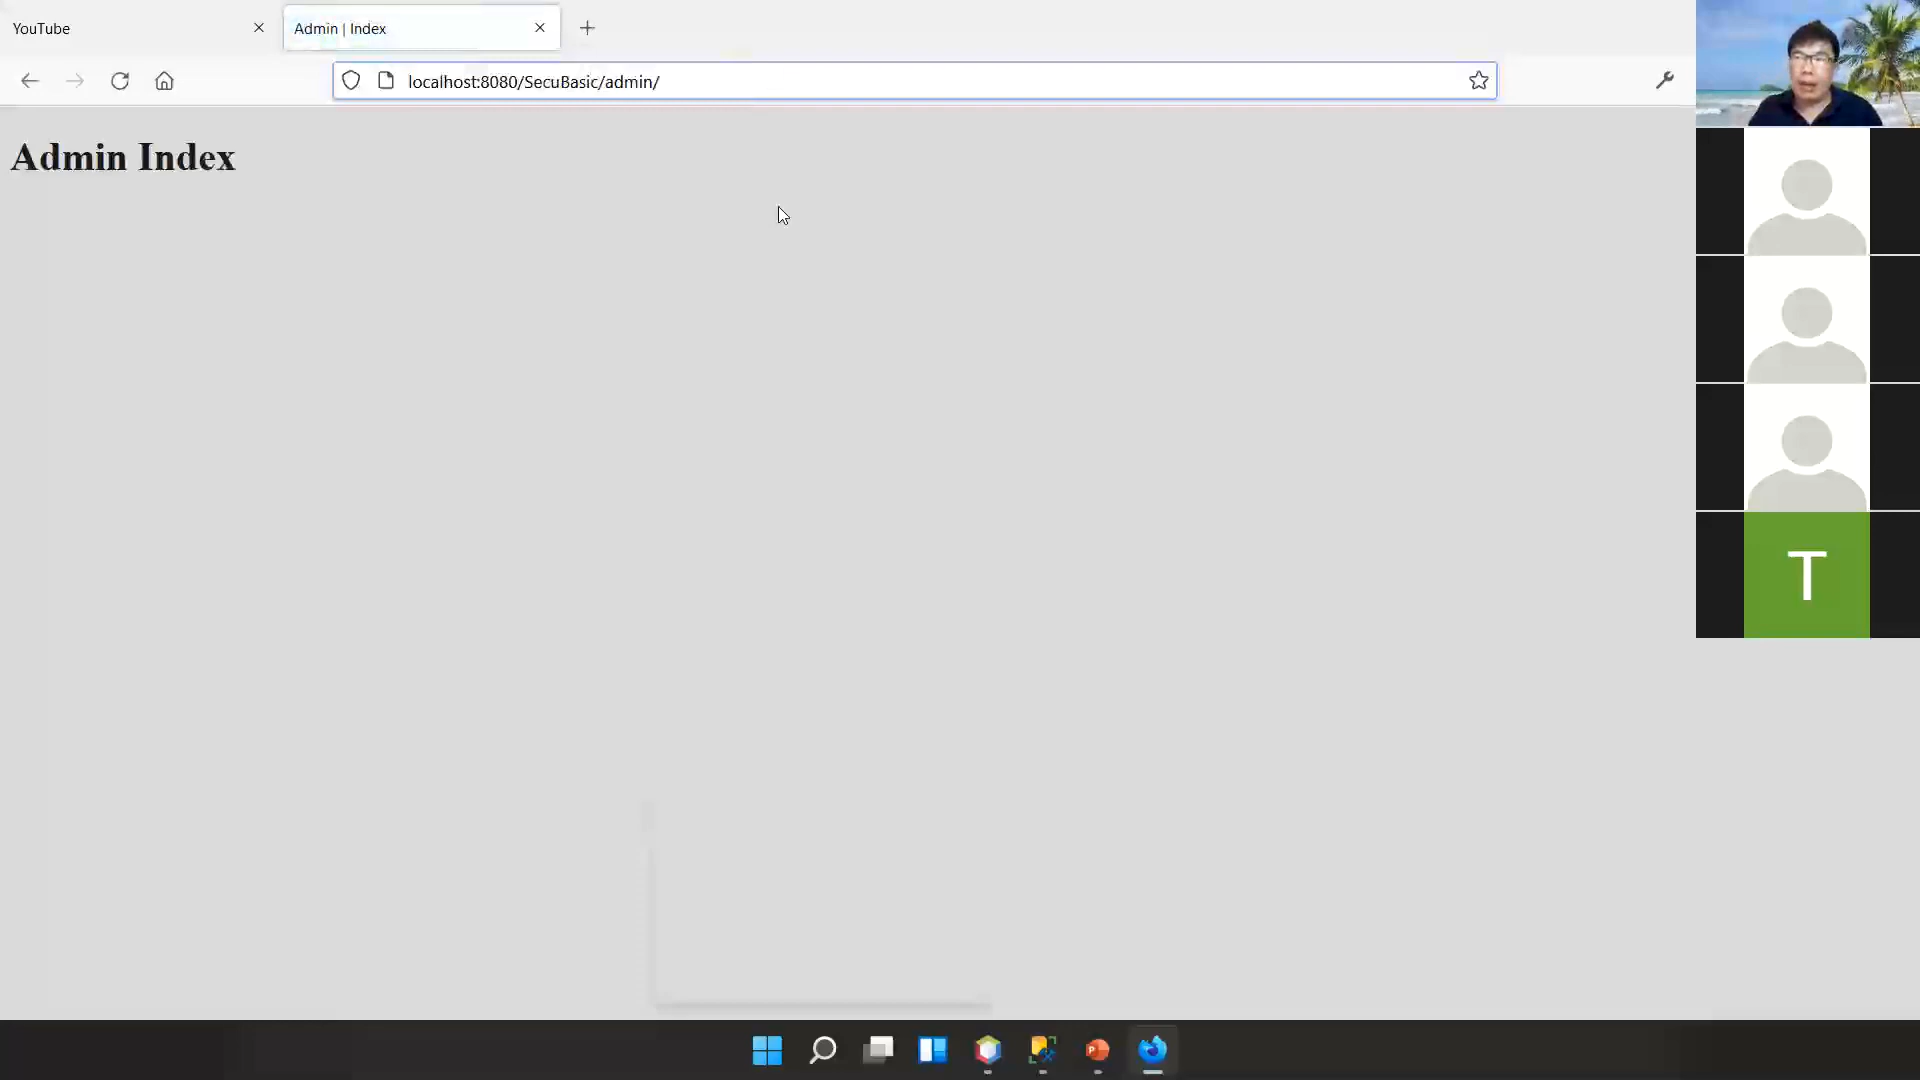 YouTube
Admin | Index
localhost:8080/SecuBasic/admin/
Admin Index
T
P